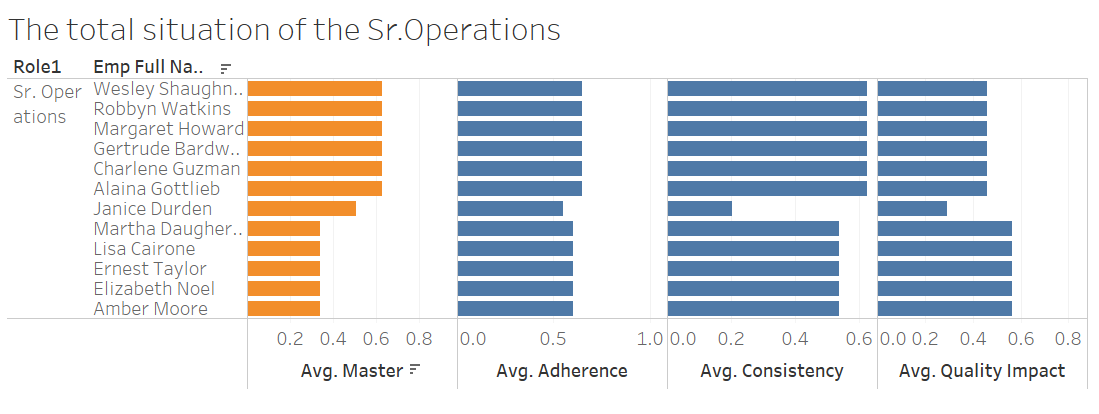 The total situation of the Sr.Operations
Role1 Emp Full Na..
Sr. Oper
ations
Wesley Shaughn..
Robbyn Watkins
Margaret Howard
Gertrude Bardw..
Charlene Guzman
Alaina Gottlieb
Janice Durden
Martha Daugher..
Lisa Cairone
Ernest Taylor
Elizabeth Noel
Amber Moore
0.2 0.4 0.6 0.8 0.0 0.5 1.0 0.0 0.2 0.4 0.6 0.0 0.2 0.4 0.6 0.8
Avg. Master Avg. Adherence Avg. Consistency Avg. Quality Impact